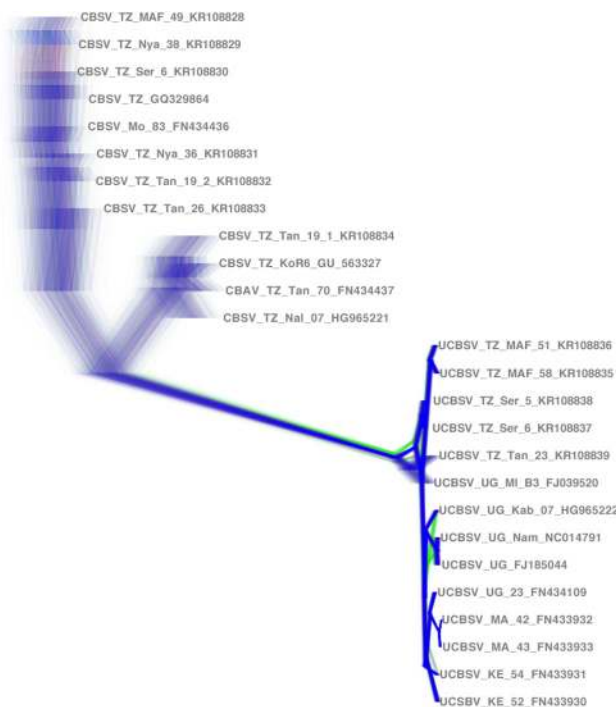 CBSV_TZ_MAF_49_KR108828
CBSV_TZ_Nya_38_KR108829
CBSV_TZ_Ser_6_KR108830
CBSV_TZ_GQ329864
CBSV_Mo_83_FN434436
CBSV_TZ_Nya_36_KR108831
CBSV_TZ_Tan_19_2_KR108832
CBSV_TZ_Tan_26_KR108833
CBSV_TZ_Tan_19_1_KR108834
CBSV_TZ_KoR6_GU_563327
CBAV_TZ_Tan_70_FN434437
CBSV_TZ_Nal_07_HG965221
UCBSV_TZ_MAF_51_KR108836
UCBSV_TZ_MAF_58_KR108835
UCBSV_TZ_Ser_5_KR108838
UCBSV_TZ_Ser_6_KR108837
UCBSV_TZ_Tan_23_KR108839
UCBSV_UG_MI_B3_FJ039520
UCBSV_UG_Kab_07_HG965222
UCBSV_UG_Nam_NC014791
UCBSV_UG_FJ185044
UCBSV_UG_23_FN434109
UCBSV_MA_42_FN433932
UCBSV_MA_43_FN433933
UCBSV_KE_54_FN433931
UCSBV_KE_52_FN433930